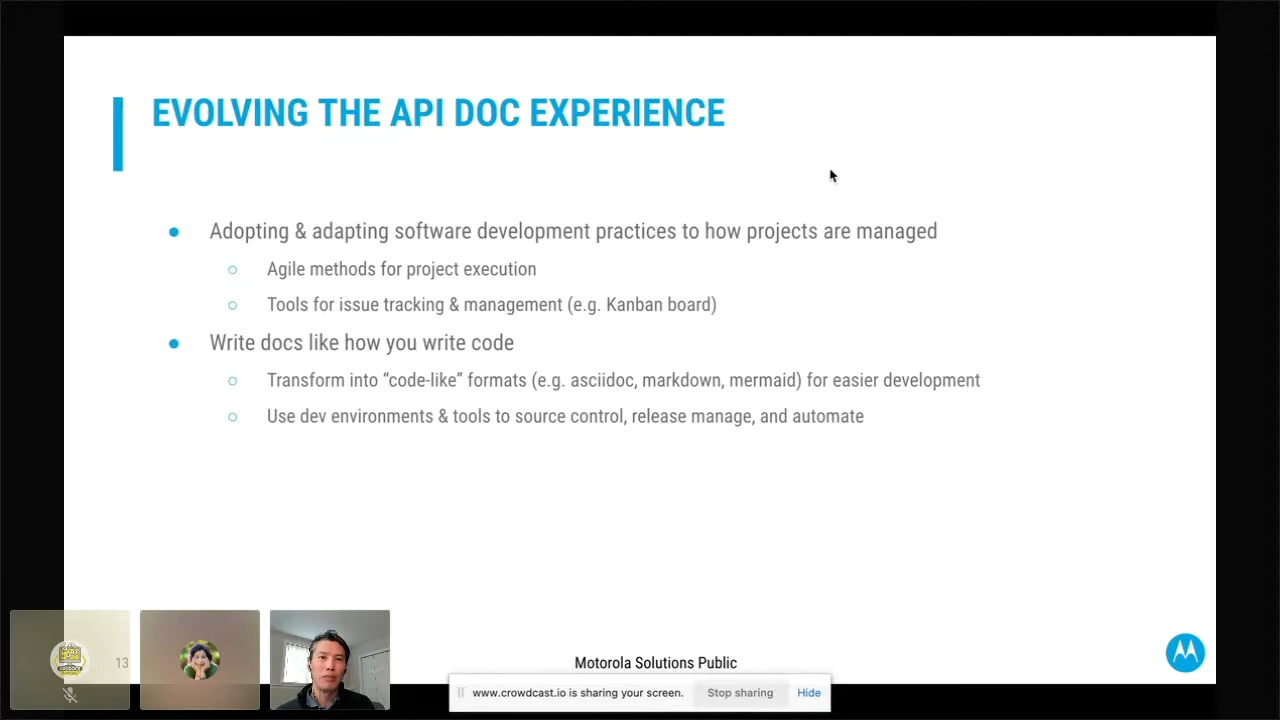 EVOLVING THE API DOC EXPERIENCE
Adopting & adapting software development practices to how projects are managed
Agile methods for project execution
Tools for issue tracking & management (e.g. Kanban board)
Write docs like how you write code
Transform into “code-like” formats (e.g. asciidoc, markdown, mermaid) for easier development
Use dev environments & tools to source control, release manage, and automate
13
Motorola Solutions Public
www.crowdcast.io is sharing your screen.
Stop sharing
Hide